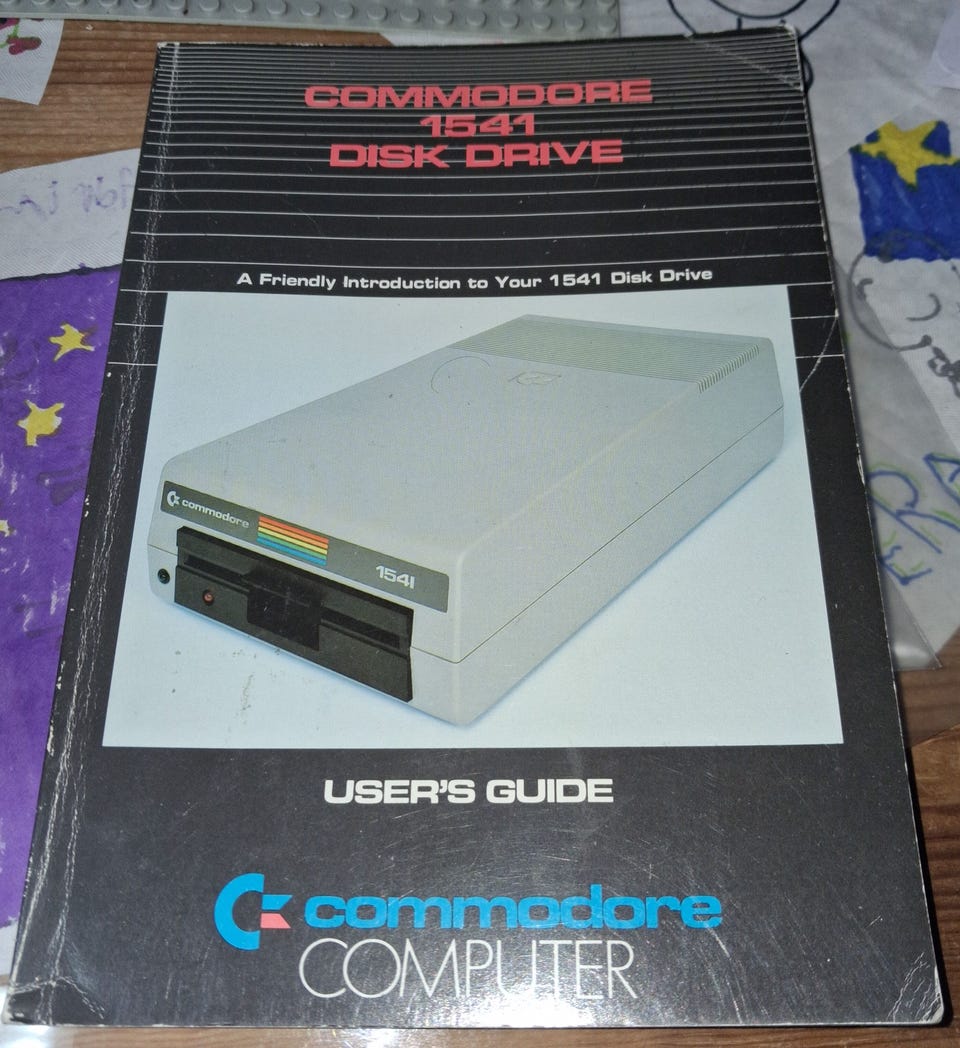 COMMODORE
1541
DISK DRIVE
A Friendly Introduction to Your 1541 Disk Drive
commodore
1541
USER'S GUIDE
commodore
COMPUTER